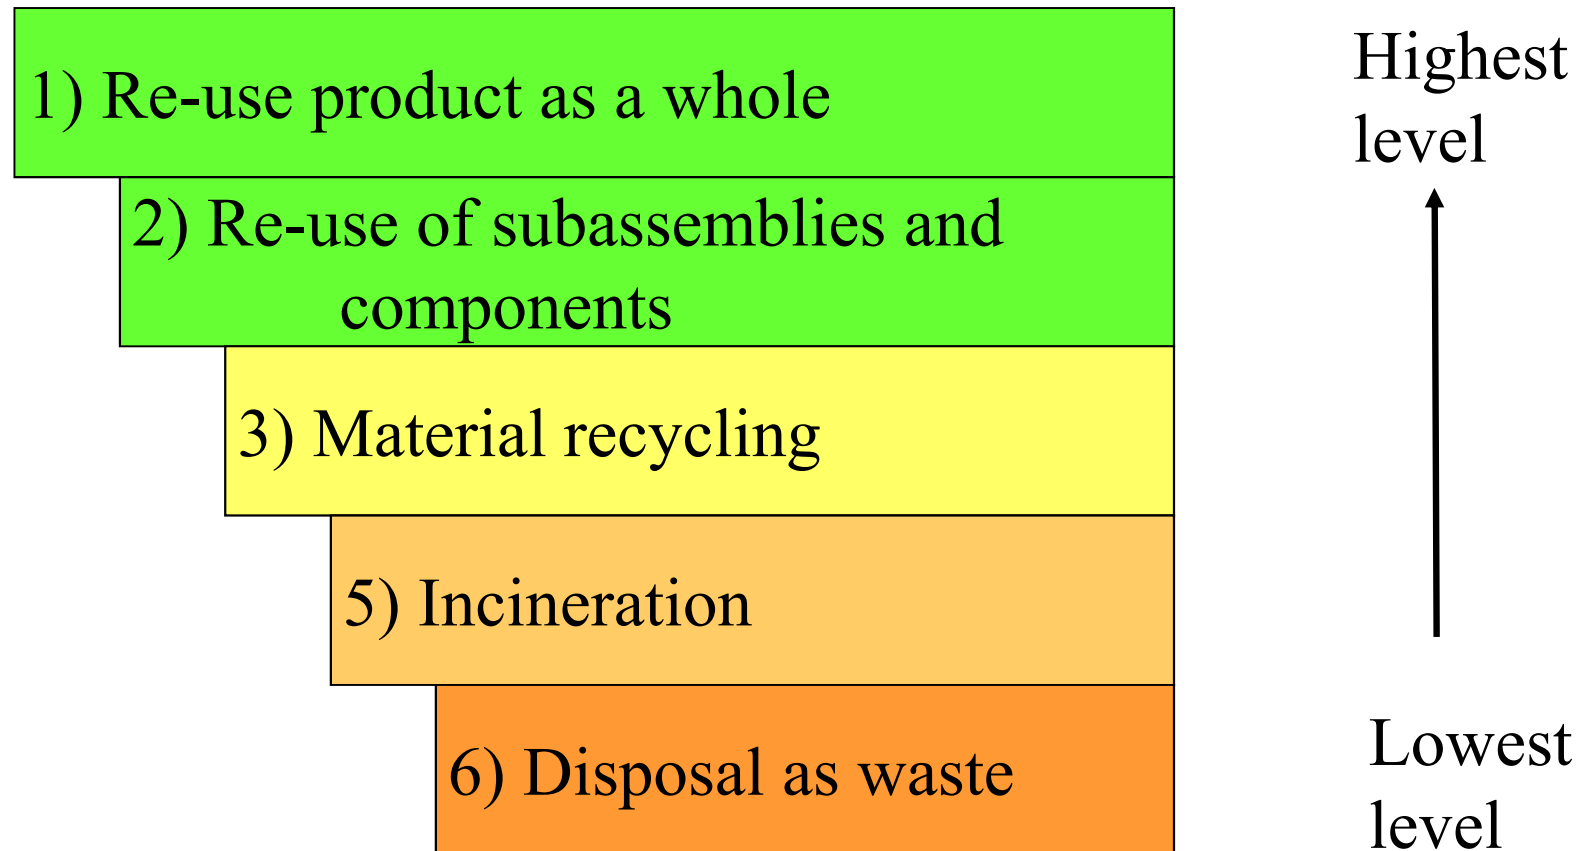 1) Re-use product as a whole
2) Re-use of subassemblies and
components
3) Material recycling
5) Incineration
6) Disposal as waste
Highest
level
Lowest
level